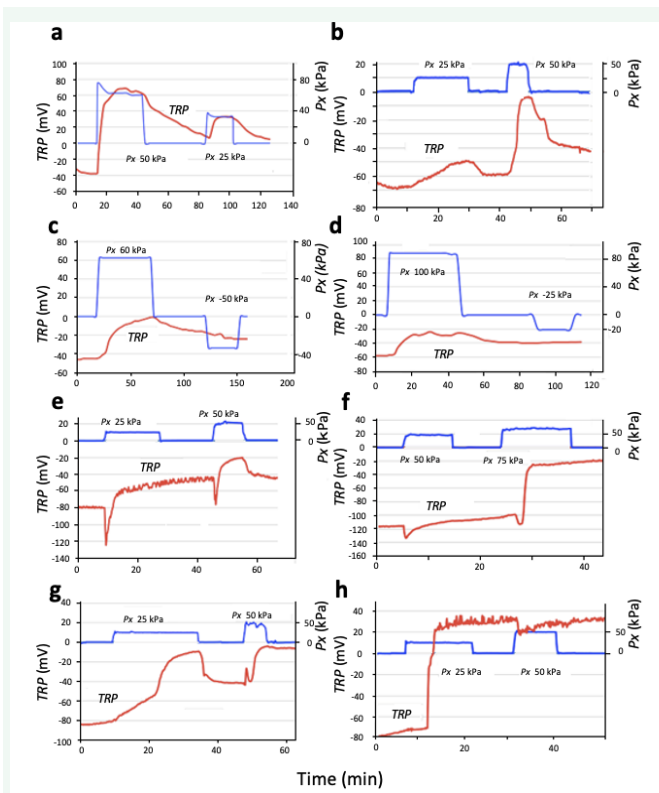 a
TRP (mV)
100
80
60
40
20
0
-20
-40
-60
TRP
Px 50 kPa
Px 25 kPa
80
40
0
Px (kPa)
0 20 40 60 80 100 120 140
b
TRP (mV)
20
0
-20
-40
-60
-80
Px 25 kPa
Px 50 kPa
TRP
50
0
Px (kPa)
0 20 40 60
c
TRP (mV)
80
60
40
20
0
-20
-40
-60
Px 60 kPa
Px -50 kPa
TRP
80
40
0
-40
Px (kPa)
0 50 100 150 200
d
TRP (mV)
100
80
60
40
20
0
-20
-40
-60
-80
Px 100 kPa
Px -25 kPa
TRP
80
40
0
-20
Px (kPa)
0 20 40 60 80 100 120
e
TRP (mV)
20
0
-20
-40
-60
-80
-100
-120
-140
Px 25 kPa
Px 50 kPa
TRP
50
0
Px (kPa)
0 20 40 60
f
TRP (mV)
40
20
0
-20
-40
-60
-80
-100
-120
-140
-160
Px 50 kPa
Px 75 kPa
TRP
50
0
Px (kPa)
0 20 40
g
TRP (mV)
40
20
0
-20
-40
-60
-80
-100
Px 25 kPa
Px 50 kPa
TRP
50
0
Px (kPa)
0 20 40 60
h
TRP (mV)
40
20
0
-20
-40
-60
-80
Px 25 kPa
Px 50 kPa
TRP
50
0
Px (kPa)
0 20 40
Time (min)